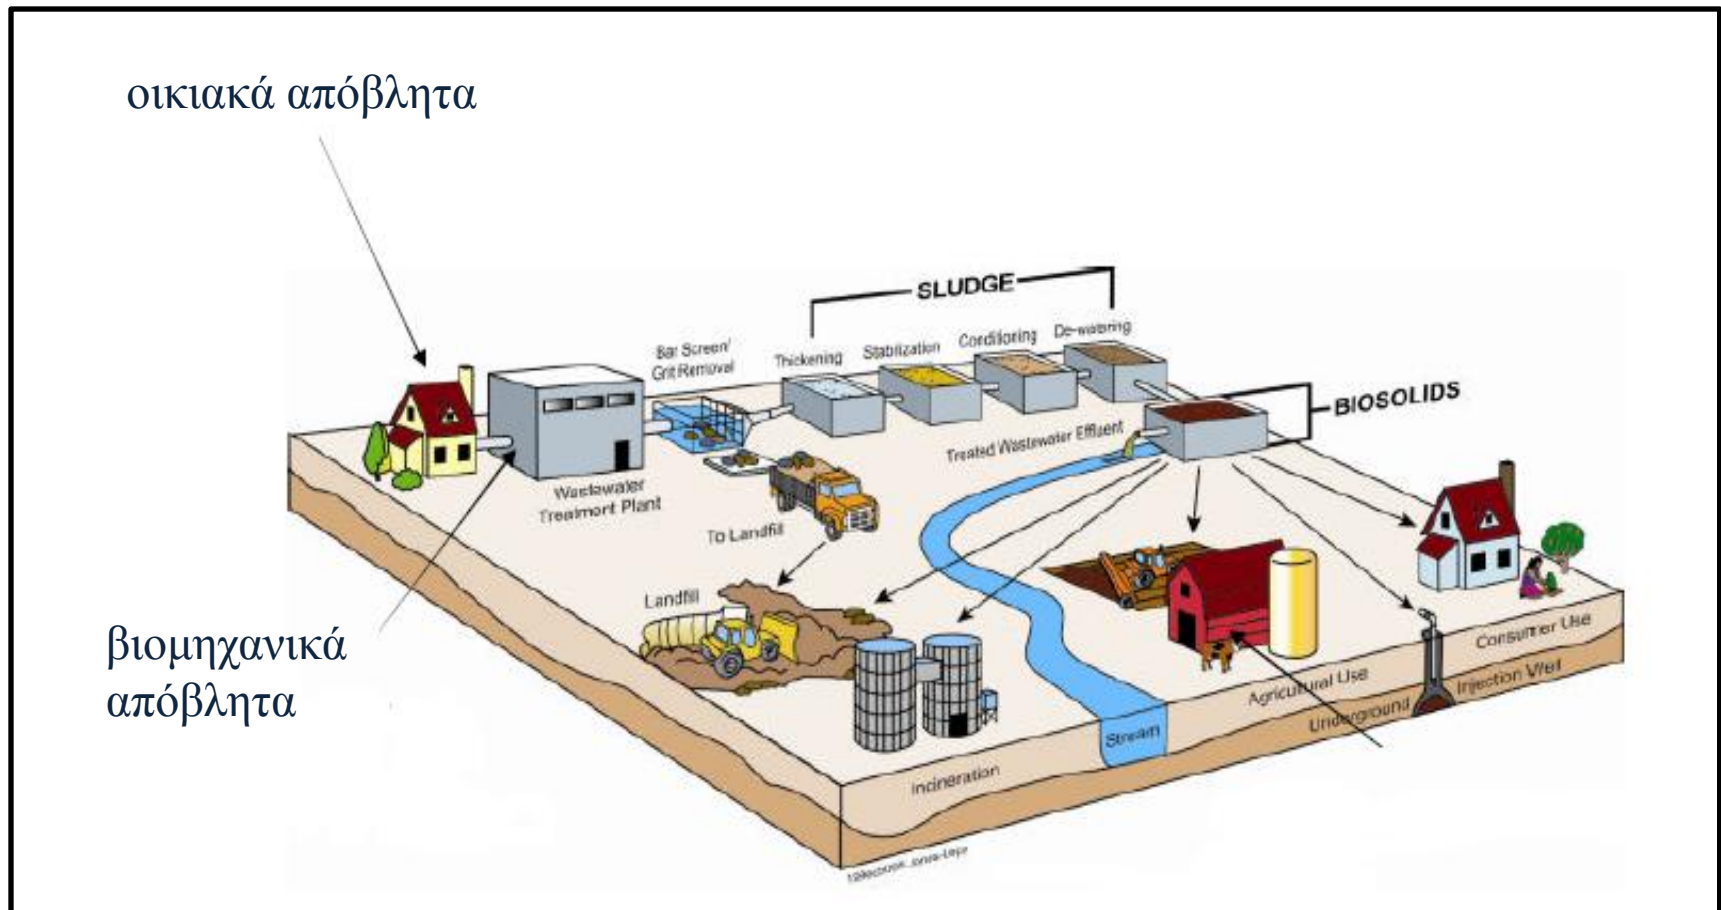 οικιακά απόβλητα
SLUDGE
Bar Screen/
Grit Removal
Thickening
Stabilization
Conditioning
De-watering
BIOSOLIDS
Treated Wastewater Effluent
Wastewater
Treatment Plant
To Landfill
Landfill
βιομηχανικά
απόβλητα
Consumer Use
Injection Well
Agricultural Use
Underground
Stream
Incineration